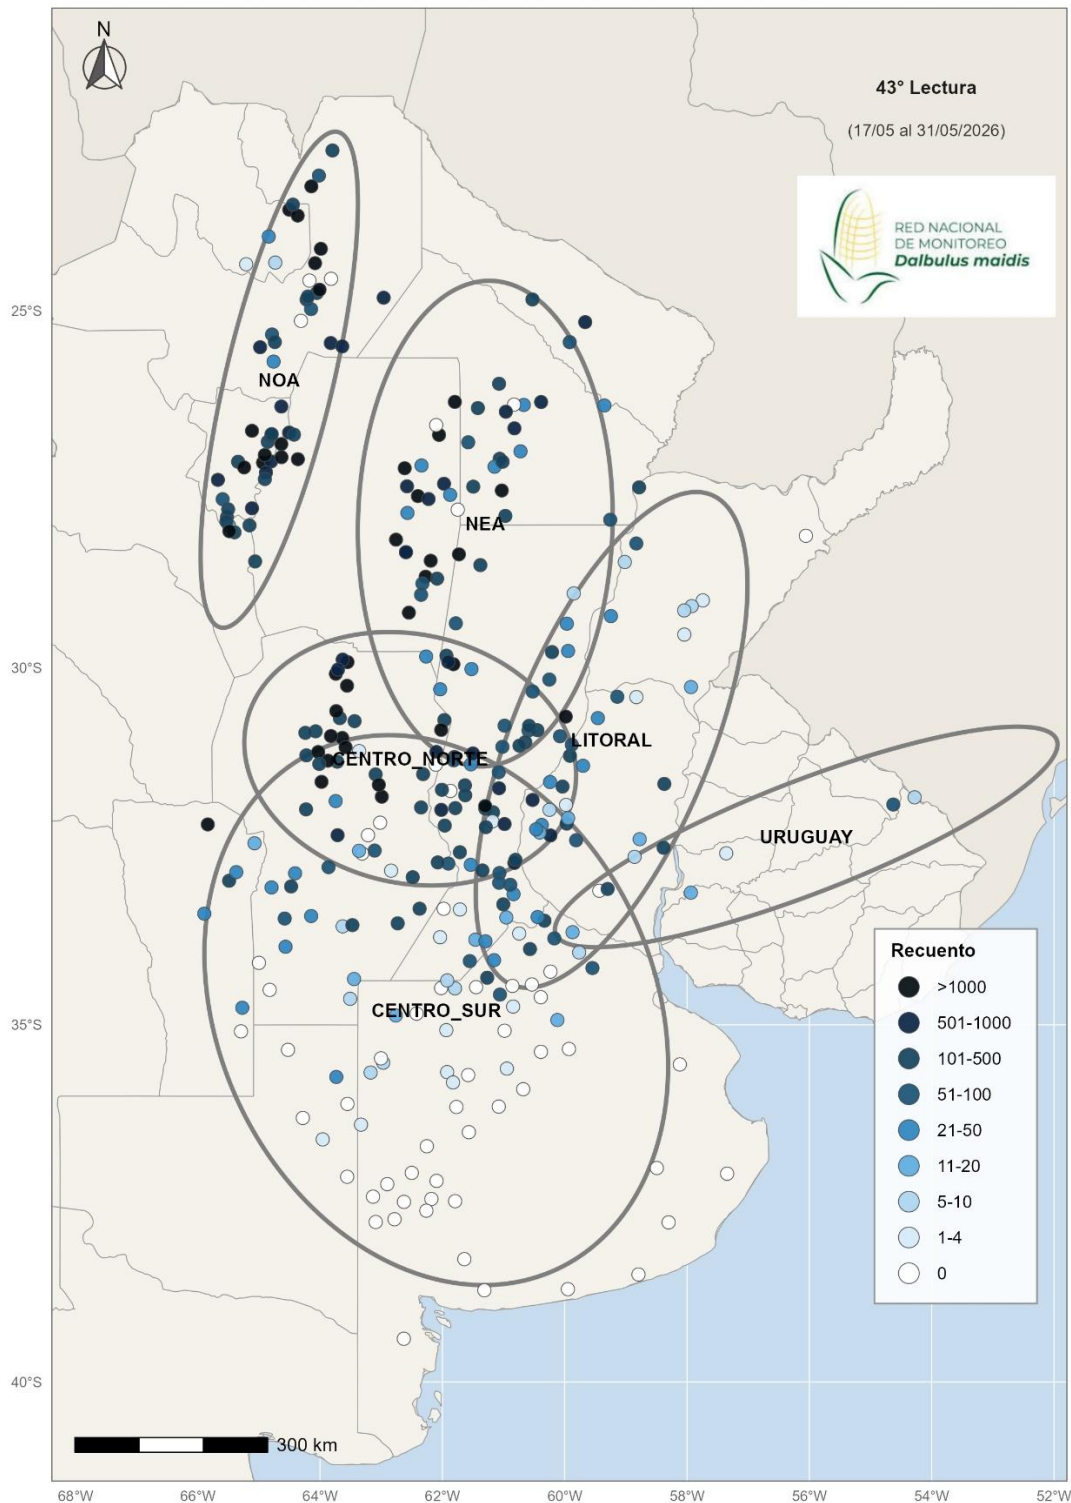 N
43° Lectura
(17/05 al 31/05/2026)
RED NACIONAL
DE MONITOREO
Dalbulus maidis
25°S
NOA
NEA
30°S
LITORAL
CENTRO_NORTE
URUGUAY
Recuento
>1000
CENTRO_SUR
501-1000
35°S
101-500
51-100
21-50
11-20
5-10
1-4
0
40°S
300 km
68°W 66°W 64°W 62°W 60°W 58°W 56°W 54°W 52°W